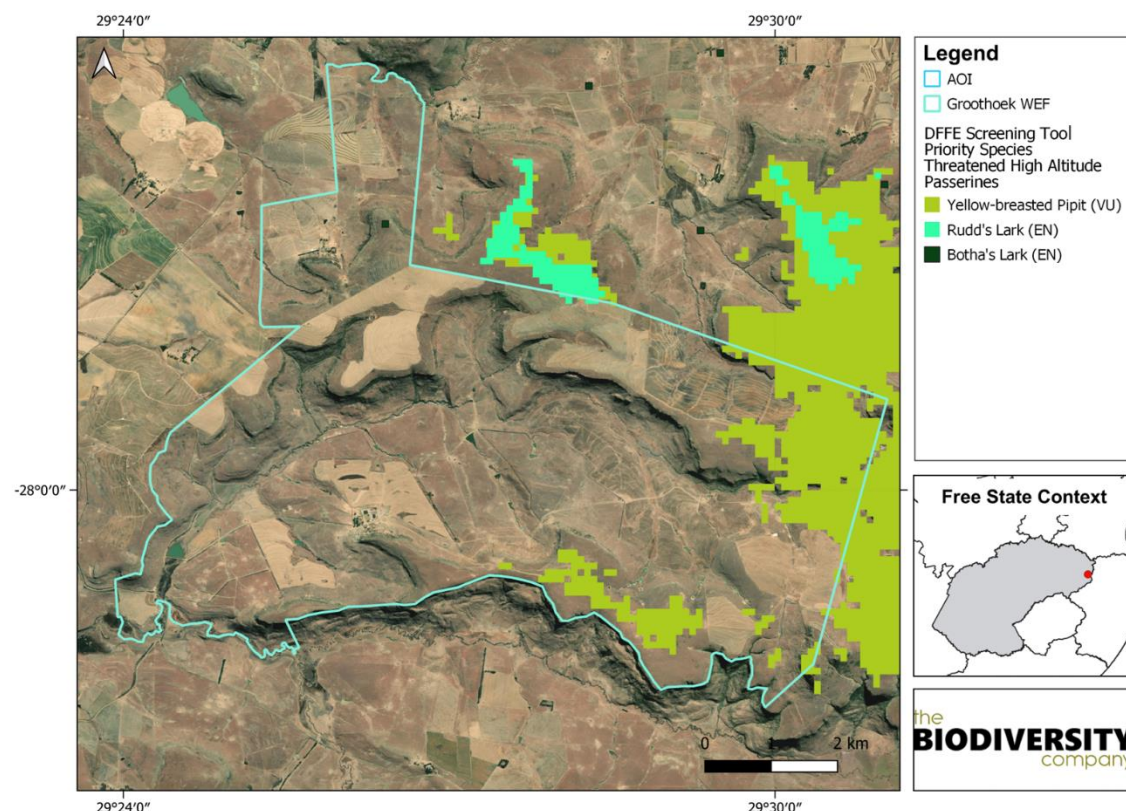 29°24'0"
29°30'0"
-28°0'0"
0
1
2 km
29°24'0"
29°30'0"
Legend
AOI
Groothoek WEF
DFFE Screening Tool
Priority Species
Threatened High Altitude
Passerines
Yellow-breasted Pipit (VU)
Rudd's Lark (EN)
Botha's Lark (EN)
Free State Context
the
BIODIVERSITY
company